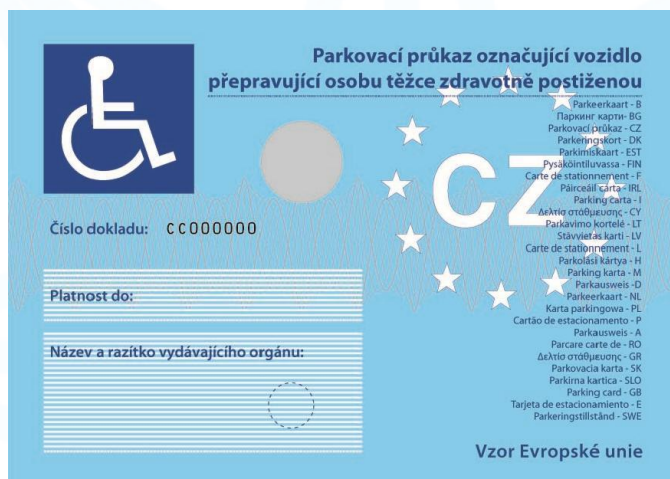 Parkovací průkaz označující vozidlo
přepravující osobu těžce zdravotně postiženou
Parkeerkaart - B
Паркинг карти- BG
Parkovací průkaz - CZ
Parkeringskort - DK
Parkimiskaart - EST
Pysäköintiluvassa - FIN
Carte de stationnement - F
Páirceáil cárta - IRL
Parking carta - I
Δελτίο στάθμευσης - CY
Parkavimo kortelė - LT
Stāvvietas karti - LV
Carte de stationnement - L
Parkolási kártya - H
Parking karta - M
Parkausweis -D
Parkeerkaart - NL
Karta parkingowa - PL
Cartão de estacionamento - P
Parkausweis - A
Parcare carte de - RO
Δελτίο στάθμευσης - GR
Parkovacia karta - SK
Parkirna kartica - SLO
Parking card - GB
Tarjeta de estacionamiento - E
Parkeringstillstånd - SWE
CZ
Číslo dokladu: CC000000
Platnost do:
Název a razítko vydávajícího orgánu:
Vzor Evropské unie